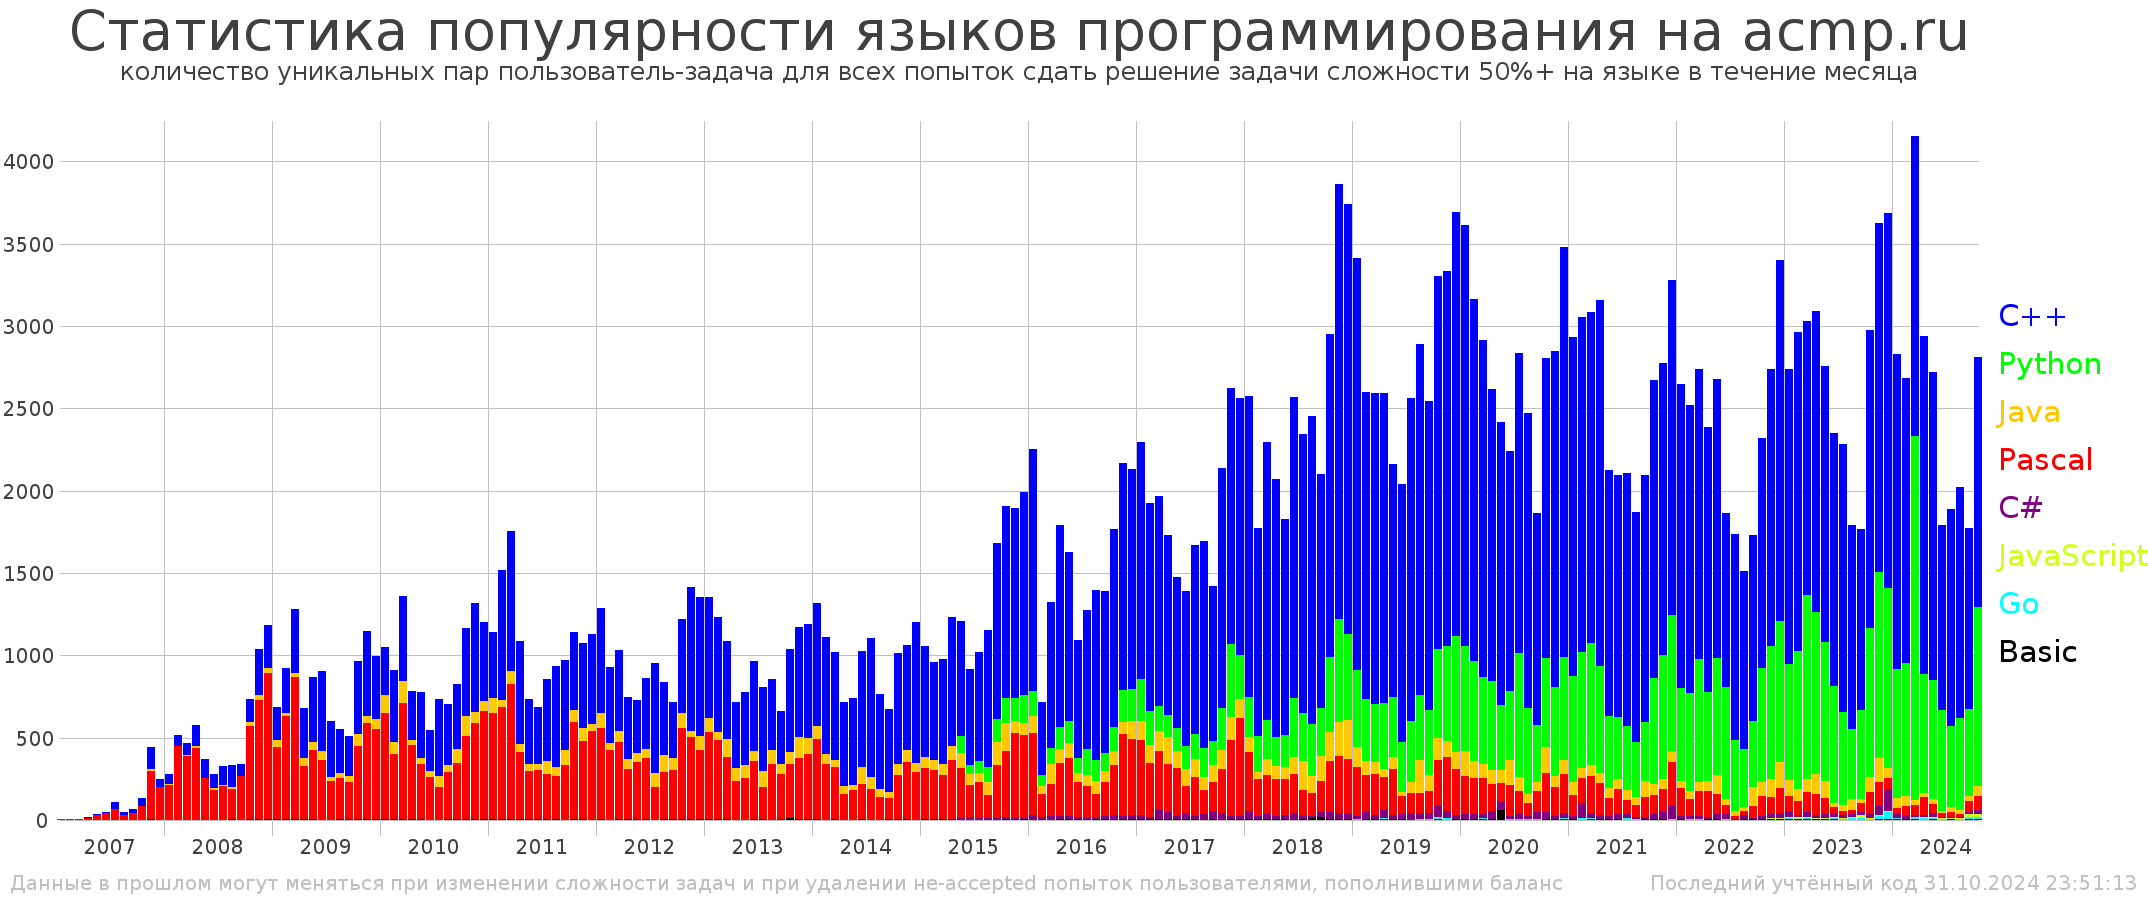 Статистика популярности языков программирования на acmp.ru
количество уникальных пар пользователь-задача для всех попыток сдать решение задачи сложности 50%+ на языке в течение месяца
4000
3500
3000
2500
2000
1500
1000
500
0
C++
Python
Java
Pascal
C#
JavaScript
Go
Basic
2007 2008 2009 2010 2011 2012 2013 2014 2015 2016 2017 2018 2019 2020 2021 2022 2023 2024
Данные в прошлом могут меняться при изменении сложности задач и при удалении не-accepted попыток пользователями, пополнившими баланс
Последний учтённый код 31.10.2024 23:51:13